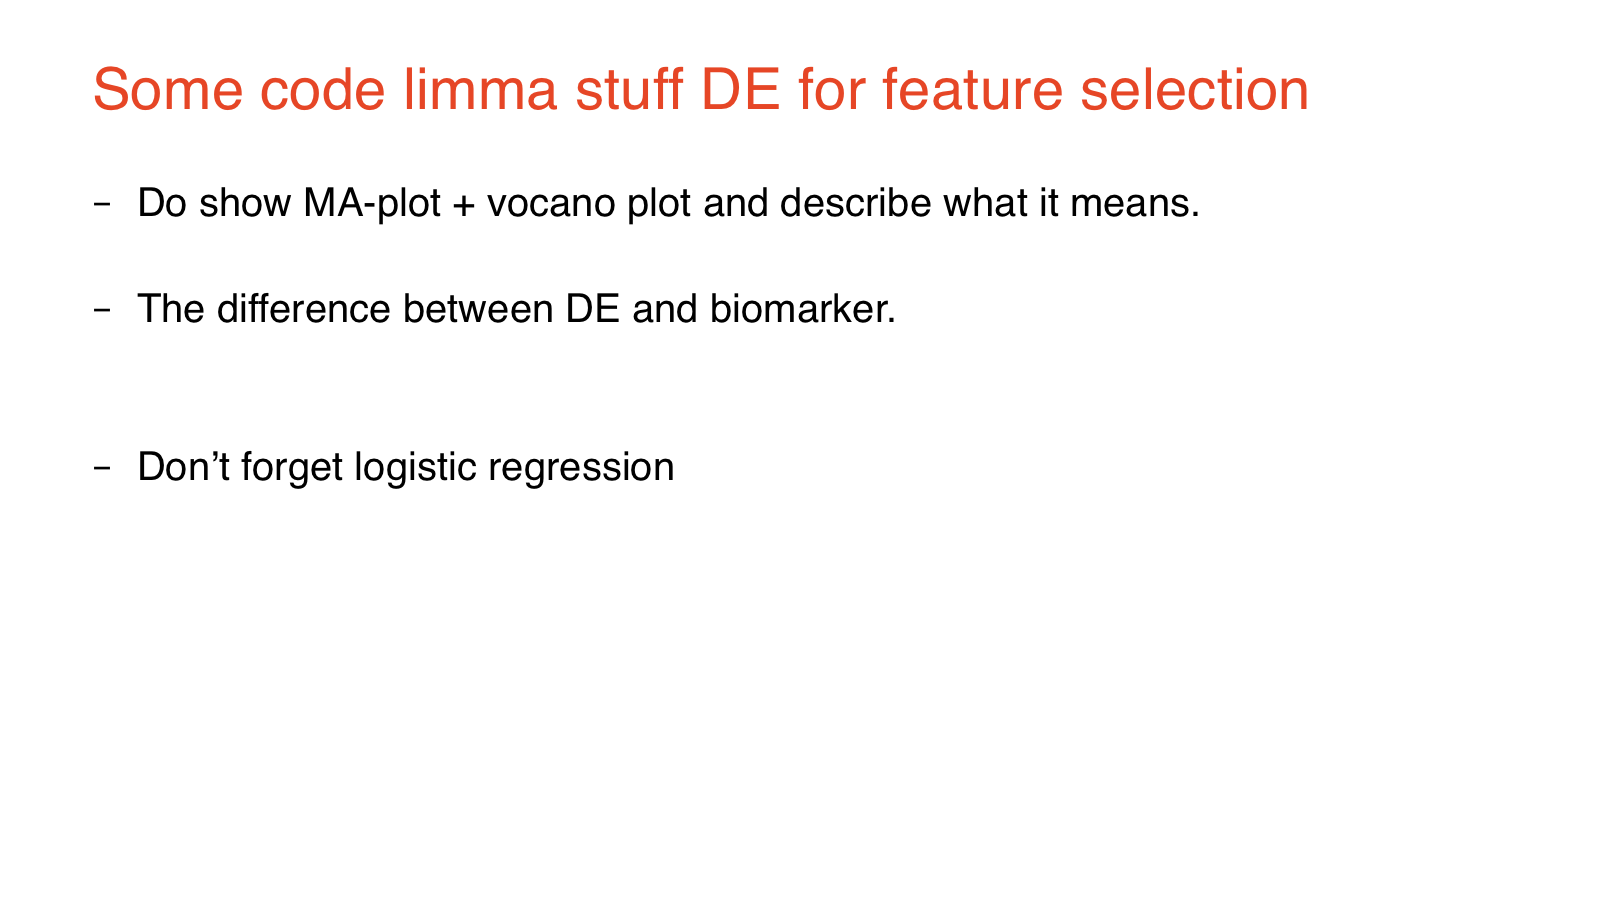 Some code limma stuff DE for feature selection
– Do show MA-plot + vocano plot and describe what it means.
– The difference between DE and biomarker.
– Don’t forget logistic regression